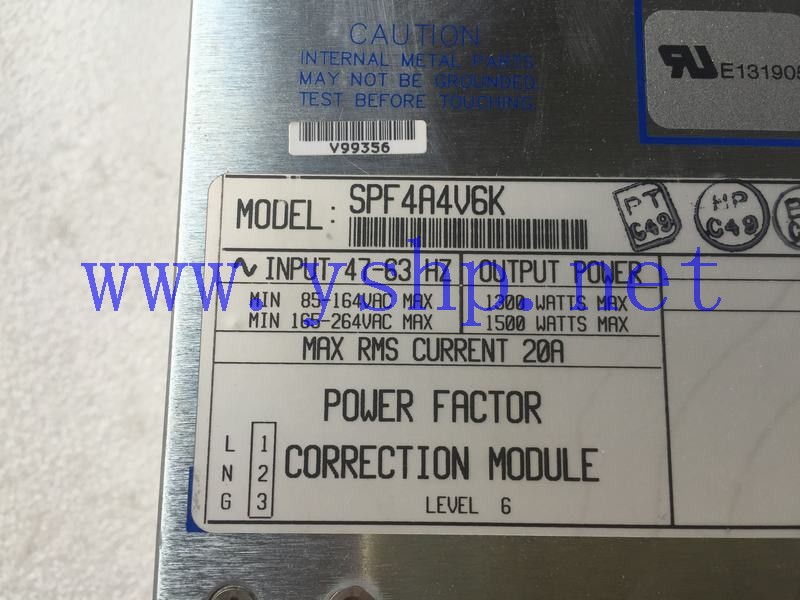 CAUTION
INTERNAL METAL PARTS
MAY NOT BE GROUNDED.
TEST BEFORE TOUCHING.
E131905
V99356
MODEL: SPF4A4V6K
PT
C49
HP
C49
∿ INPUT 47-63 HZ
OUTPUT POWER
www.yshp.net
MIN 85-164VAC MAX
1300 WATTS MAX
MIN 165-264VAC MAX
1500 WATTS MAX
MAX RMS CURRENT 20A
POWER FACTOR
CORRECTION MODULE
LEVEL 6
L 1
N 2
G 3